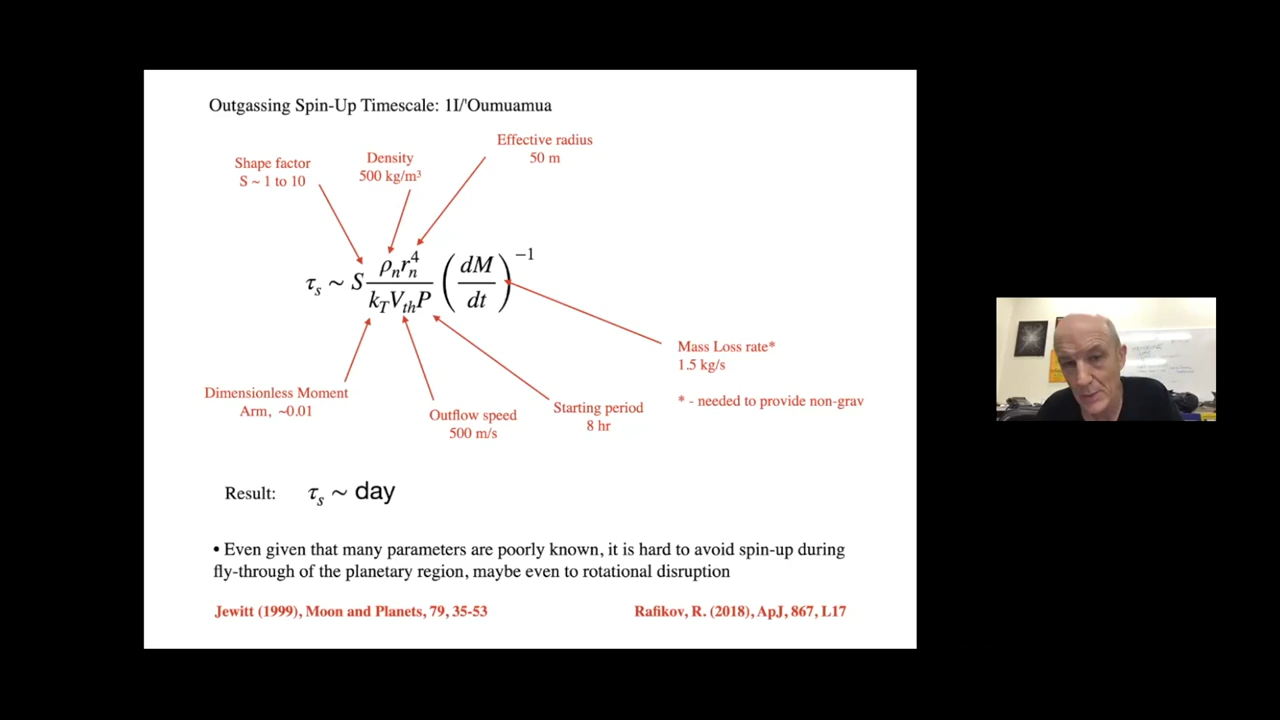 Outgassing Spin-Up Timescale: 1I/'Oumuamua
Effective radius
50 m
Density
500 kg/m³
Shape factor
S ~ 1 to 10
τₛ ~ S ρₙrₙ⁴ / (k_T V_th P) (dM/dt)⁻¹
Mass Loss rate*
1.5 kg/s
* - needed to provide non-grav
Dimensionless Moment
Arm, ~0.01
Outflow speed
500 m/s
Starting period
8 hr
Result: τₛ ~ day
• Even given that many parameters are poorly known, it is hard to avoid spin-up during
fly-through of the planetary region, maybe even to rotational disruption
Jewitt (1999), Moon and Planets, 79, 35-53
Rafikov, R. (2018), ApJ, 867, L17